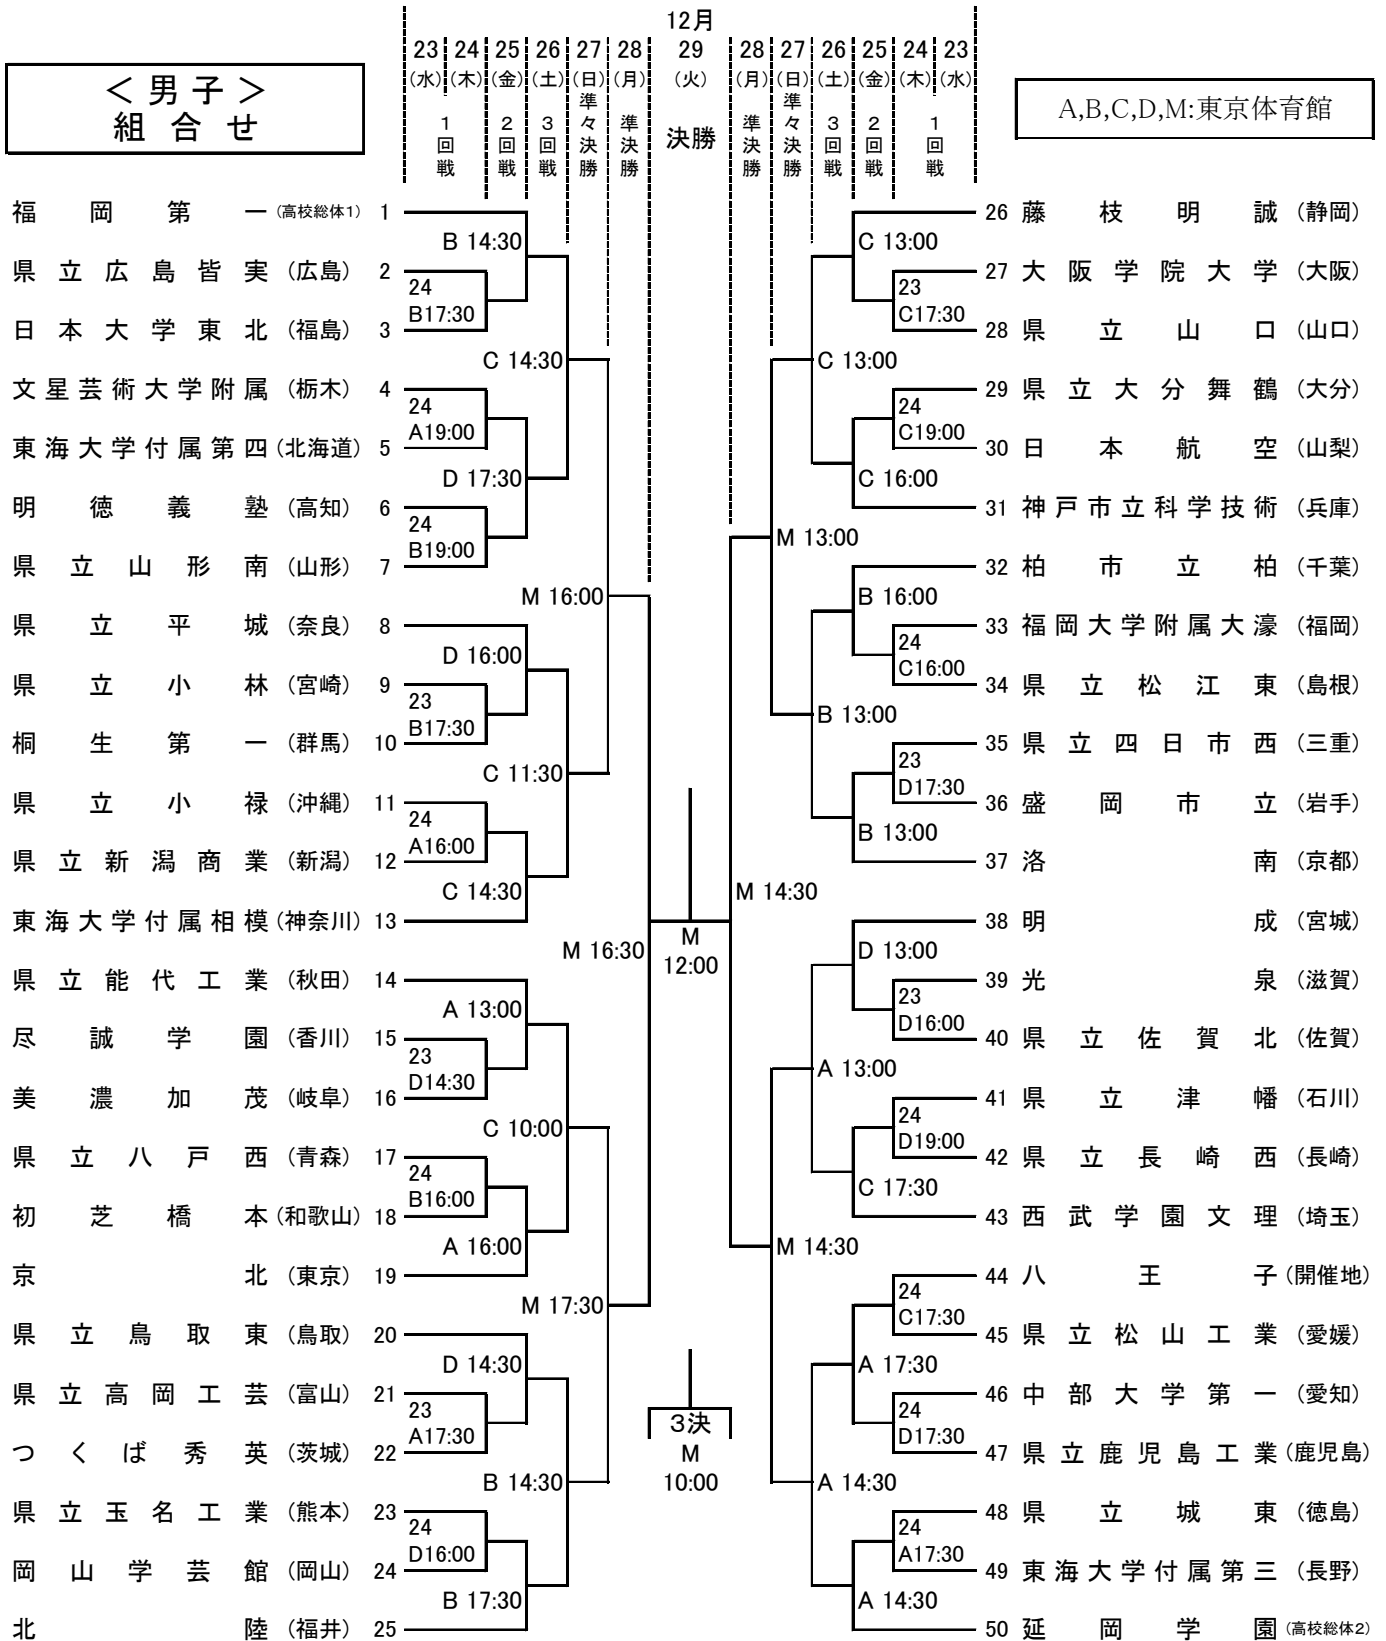 12月
23 24 25 26 27 28 29 28 27 26 25 24 23
(水) (木) (金) (土) (日) (月) (火) (月) (日) (土) (金) (木) (水)
1回戦 2回戦 3回戦 準々決勝 準決勝 決勝 準決勝 準々決勝 3回戦 2回戦 1回戦
＜男子＞
組合せ
A,B,C,D,M:東京体育館
福岡第一 (高校総体1) 1
B 14:30
県立広島皆実 (広島) 2
24
B17:30
日本大学東北 (福島) 3
C 14:30
文星芸術大学附属 (栃木) 4
24
A19:00
東海大学付属第四 (北海道) 5
D 17:30
明徳義塾 (高知) 6
24
B19:00
県立山形南 (山形) 7
M 16:00
県立平城 (奈良) 8
D 16:00
県立小林 (宮崎) 9
23
B17:30
桐生第一 (群馬) 10
C 11:30
県立小禄 (沖縄) 11
24
A16:00
県立新潟商業 (新潟) 12
C 14:30
東海大学付属相模 (神奈川) 13
M 16:30
県立能代工業 (秋田) 14
A 13:00
尽誠学園 (香川) 15
23
D14:30
美濃加茂 (岐阜) 16
C 10:00
県立八戸西 (青森) 17
24
B16:00
初芝橋本 (和歌山) 18
A 16:00
京北 (東京) 19
M 17:30
県立鳥取東 (鳥取) 20
D 14:30
県立高岡工芸 (富山) 21
23
A17:30
つくば秀英 (茨城) 22
B 14:30
県立玉名工業 (熊本) 23
24
D16:00
岡山学芸館 (岡山) 24
B 17:30
北陸 (福井) 25
M
12:00
3決
M
10:00
26 藤枝明誠 (静岡)
C 13:00
27 大阪学院大学 (大阪)
23
C17:30
28 県立山口 (山口)
C 13:00
29 県立大分舞鶴 (大分)
24
C19:00
30 日本航空 (山梨)
C 16:00
31 神戸市立科学技術 (兵庫)
M 13:00
32 柏市立柏 (千葉)
B 16:00
33 福岡大学附属大濠 (福岡)
24
C16:00
34 県立松江東 (島根)
B 13:00
35 県立四日市西 (三重)
23
D17:30
36 盛岡市立 (岩手)
B 13:00
37 洛南 (京都)
M 14:30
38 明成 (宮城)
D 13:00
39 光泉 (滋賀)
23
D16:00
40 県立佐賀北 (佐賀)
A 13:00
41 県立津幡 (石川)
24
D19:00
42 県立長崎西 (長崎)
C 17:30
43 西武学園文理 (埼玉)
M 14:30
44 八王子 (開催地)
24
C17:30
45 県立松山工業 (愛媛)
A 17:30
46 中部大学第一 (愛知)
24
D17:30
47 県立鹿児島工業 (鹿児島)
A 14:30
48 県立城東 (徳島)
24
A17:30
49 東海大学付属第三 (長野)
A 14:30
50 延岡学園 (高校総体2)